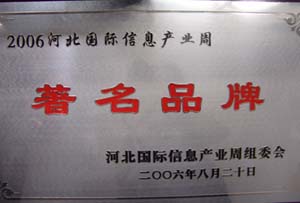 2006河北国际信息产业周
著名品牌
河北国际信息产业周组委会
二〇〇六年八月二十日